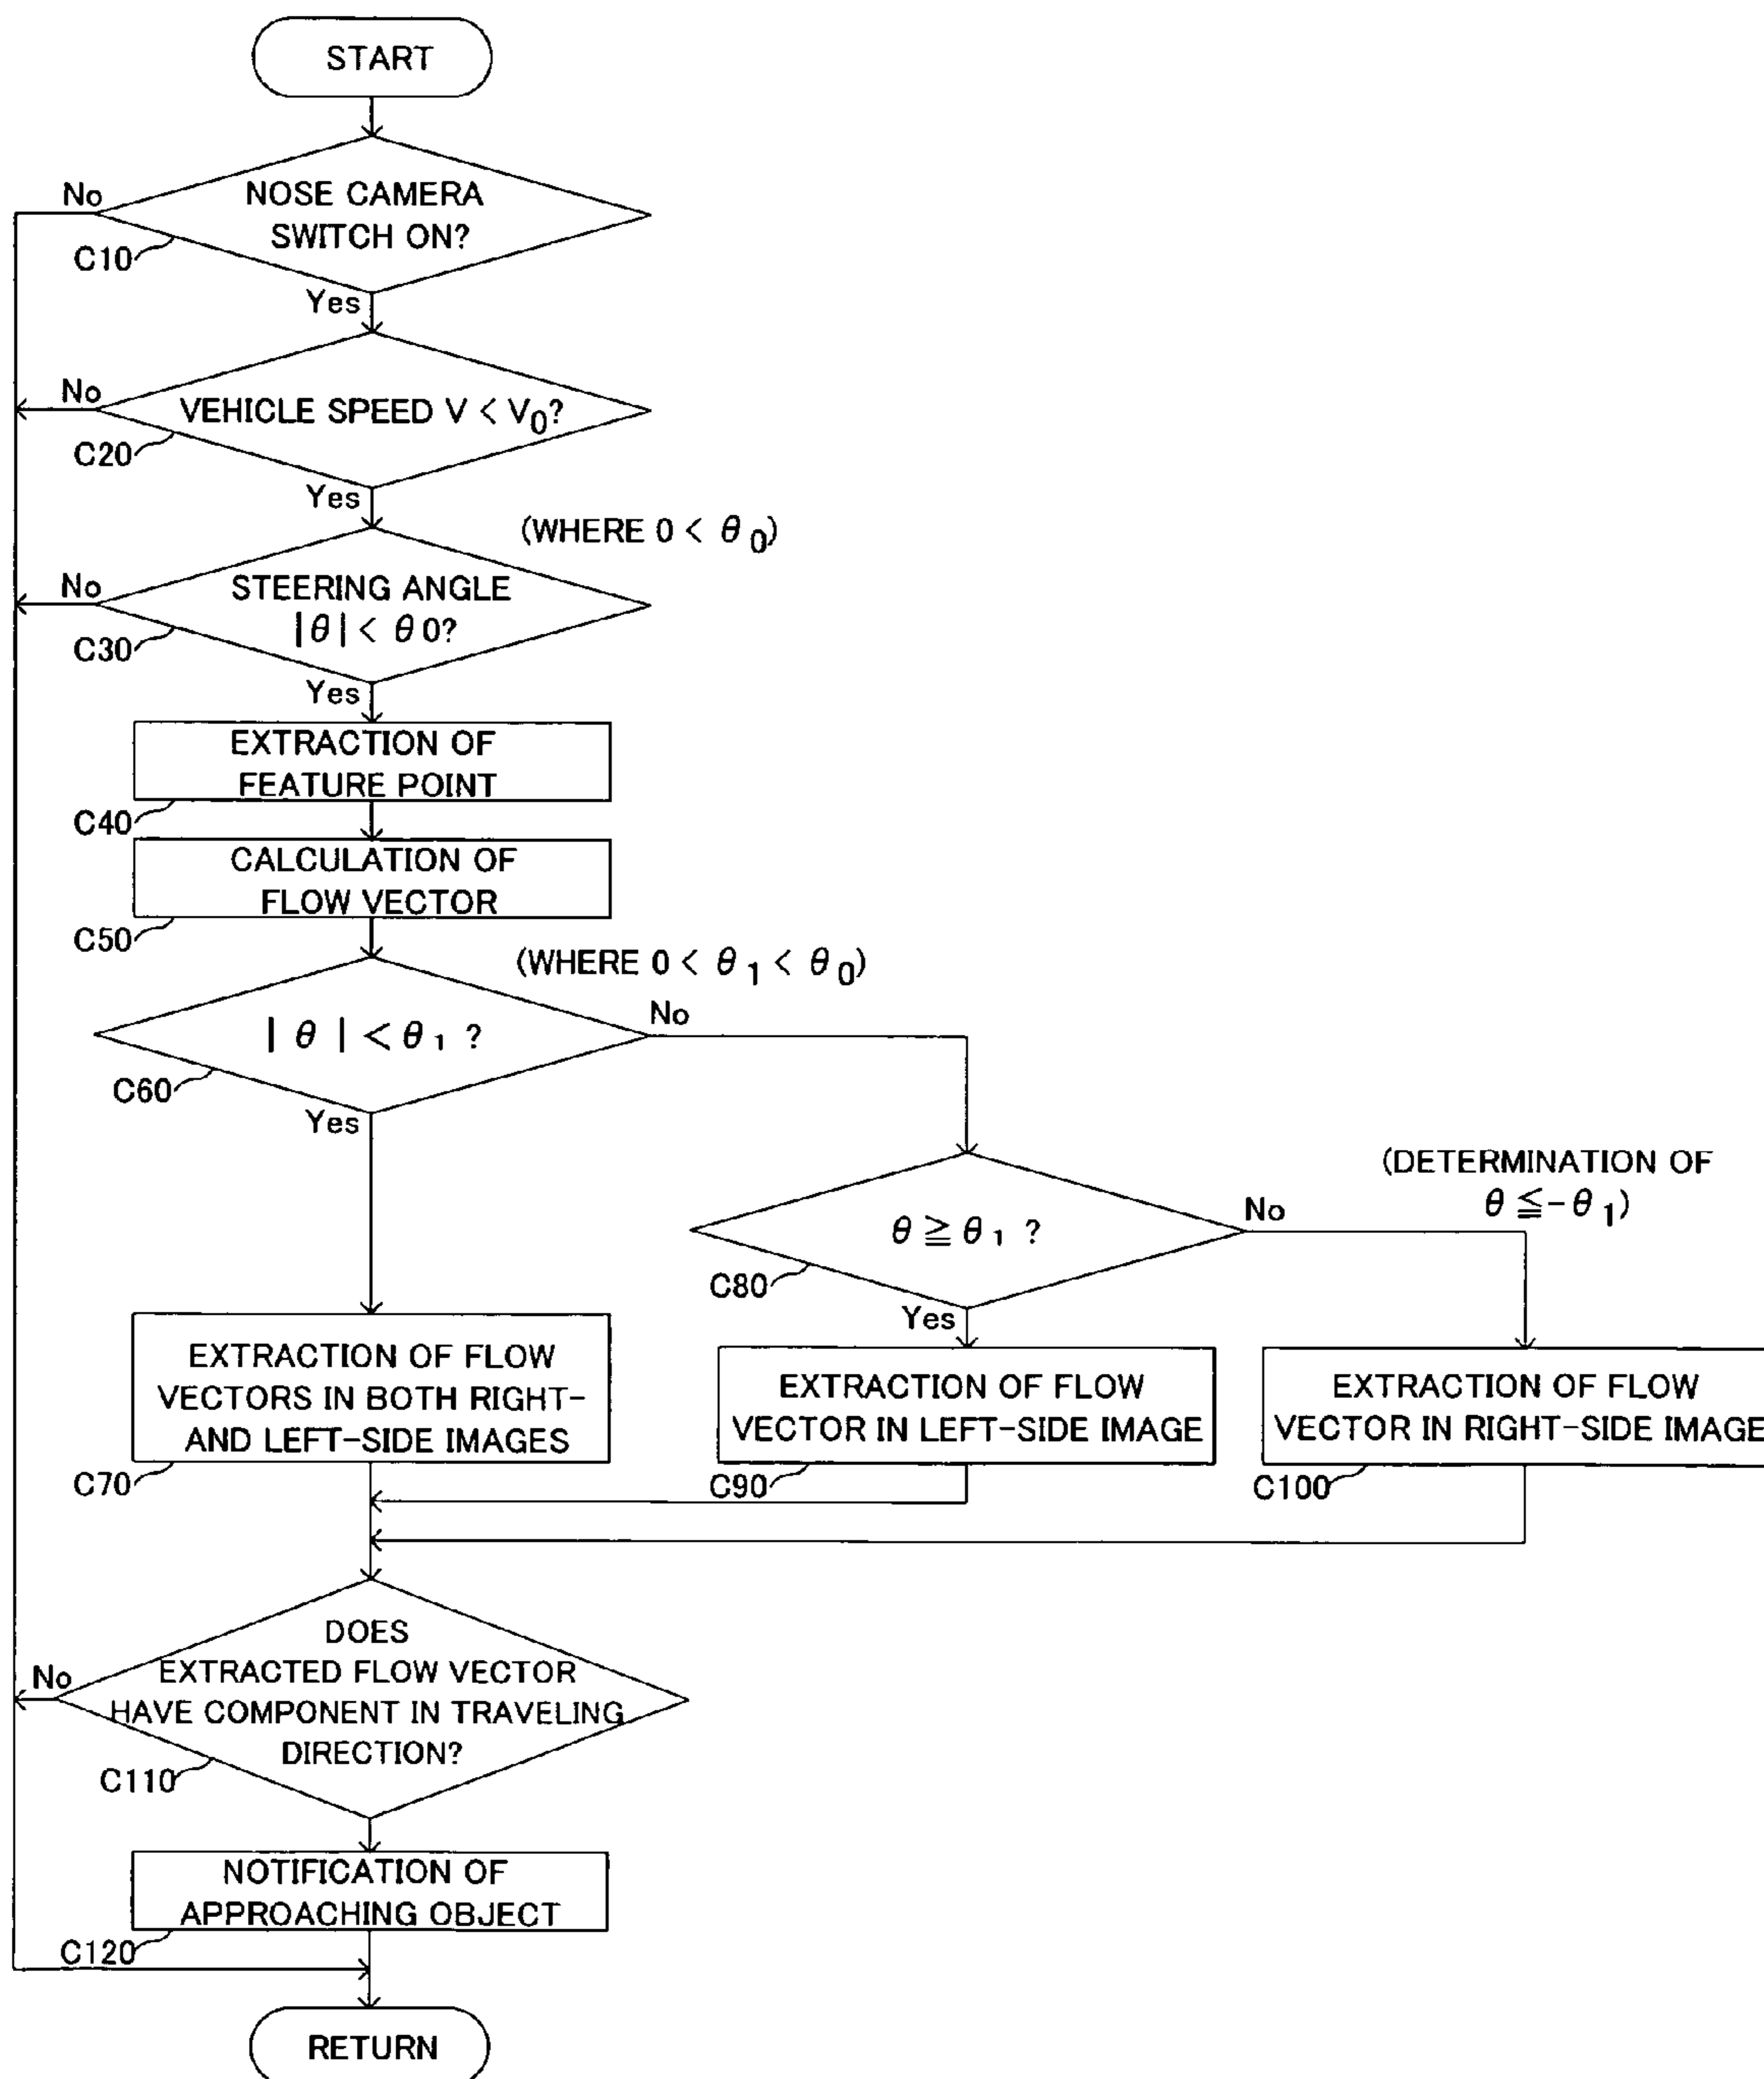 START
No
NOSE CAMERA
SWITCH ON?
C10
Yes
No
VEHICLE SPEED V < V0?
C20
Yes
(WHERE 0 < θ0)
No
STEERING ANGLE
|θ| < θ0?
C30
Yes
EXTRACTION OF
FEATURE POINT
C40
CALCULATION OF
FLOW VECTOR
C50
(WHERE 0 < θ1 < θ0)
No
|θ| < θ1 ?
C60
Yes
(DETERMINATION OF
θ ≦ -θ1)
No
θ ≧ θ1 ?
C80
Yes
EXTRACTION OF FLOW
VECTORS IN BOTH RIGHT-
AND LEFT-SIDE IMAGES
C70
EXTRACTION OF FLOW
VECTOR IN LEFT-SIDE IMAGE
C90
EXTRACTION OF FLOW
VECTOR IN RIGHT-SIDE IMAGE
C100
DOES
EXTRACTED FLOW VECTOR
HAVE COMPONENT IN TRAVELING
DIRECTION?
No
C110
NOTIFICATION OF
APPROACHING OBJECT
C120
RETURN